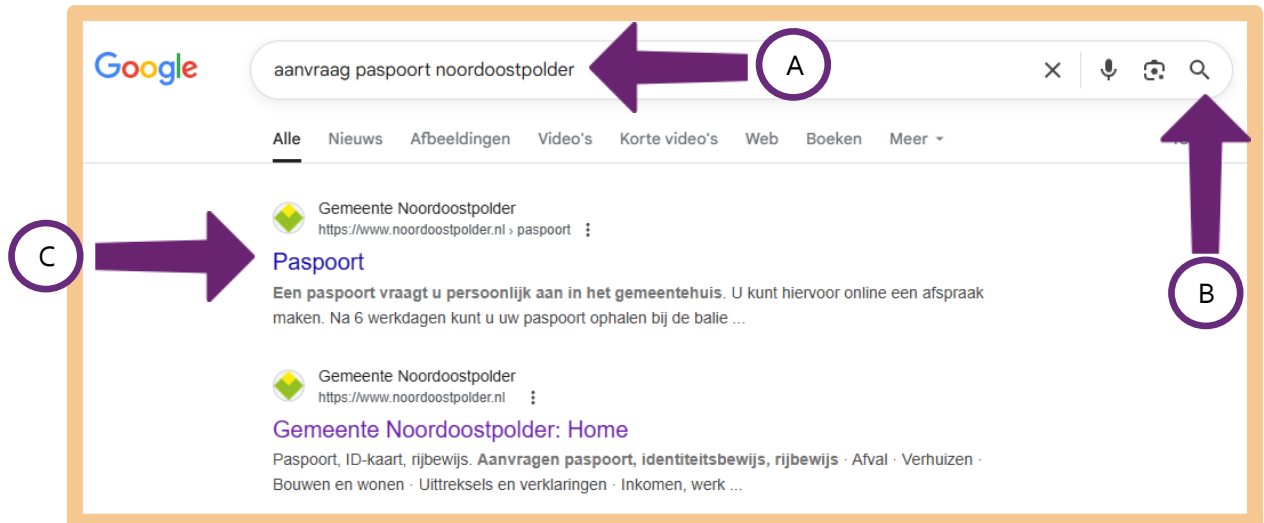 Google
aanvraag paspoort noordoostpolder
A
Alle Nieuws Afbeeldingen Video's Korte video's Web Boeken Meer
Gemeente Noordoostpolder
https://www.noordoostpolder.nl › paspoort
C
Paspoort
Een paspoort vraagt u persoonlijk aan in het gemeentehuis. U kunt hiervoor online een afspraak
maken. Na 6 werkdagen kunt u uw paspoort ophalen bij de balie ...
B
Gemeente Noordoostpolder
https://www.noordoostpolder.nl
Gemeente Noordoostpolder: Home
Paspoort, ID-kaart, rijbewijs. Aanvragen paspoort, identiteitsbewijs, rijbewijs · Afval · Verhuizen ·
Bouwen en wonen · Uittreksels en verklaringen · Inkomen, werk ...